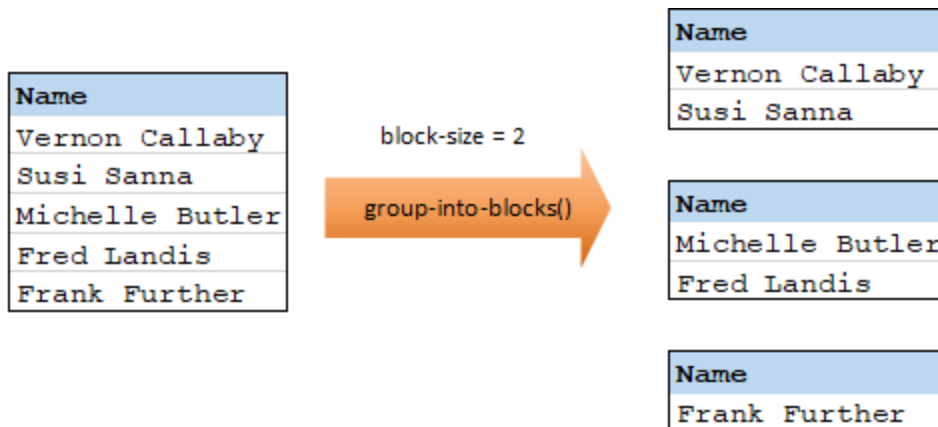 Name
Vernon Callaby
Susi Sanna
Michelle Butler
Fred Landis
Frank Further
block-size = 2
group-into-blocks()
Name
Vernon Callaby
Susi Sanna
Name
Michelle Butler
Fred Landis
Name
Frank Further